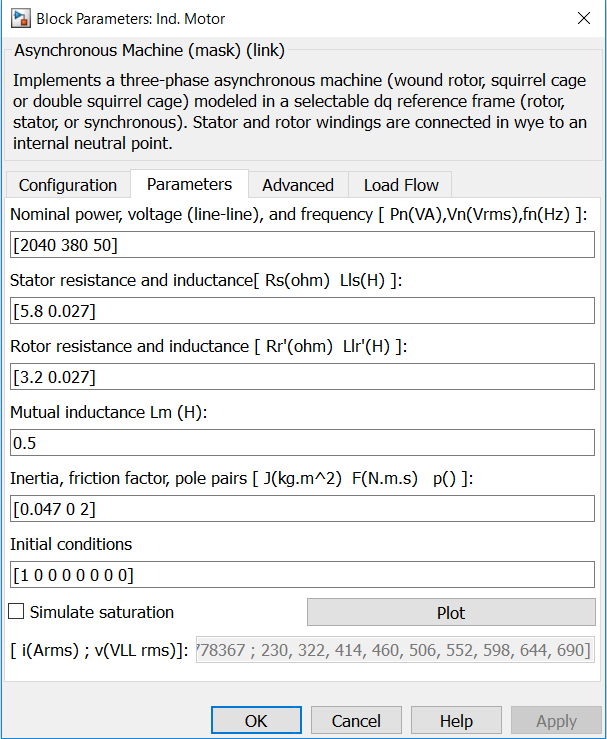 Block Parameters: Ind. Motor
Asynchronous Machine (mask) (link)
Implements a three-phase asynchronous machine (wound rotor, squirrel cage
or double squirrel cage) modeled in a selectable dq reference frame (rotor,
stator, or synchronous). Stator and rotor windings are connected in wye to an
internal neutral point.
Configuration Parameters Advanced Load Flow
Nominal power, voltage (line-line), and frequency [ Pn(VA),Vn(Vrms),fn(Hz) ]:
[2040 380 50]
Stator resistance and inductance[ Rs(ohm) Lls(H) ]:
[5.8 0.027]
Rotor resistance and inductance [ Rr'(ohm) Llr'(H) ]:
[3.2 0.027]
Mutual inductance Lm (H):
0.5
Inertia, friction factor, pole pairs [ J(kg.m^2) F(N.m.s) p() ]:
[0.047 0 2]
Initial conditions
[1 0 0 0 0 0 0 0]
Simulate saturation Plot
[ i(Arms) ; v(VLL rms)]: 778367 ; 230, 322, 414, 460, 506, 552, 598, 644, 690]
OK Cancel Help Apply